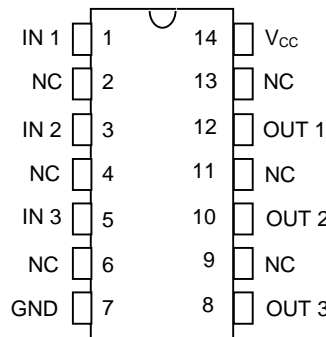 IN 1 1 14 VCC
NC 2 13 NC
IN 2 3 12 OUT 1
NC 4 11 NC
IN 3 5 10 OUT 2
NC 6 9 NC
GND 7 8 OUT 3